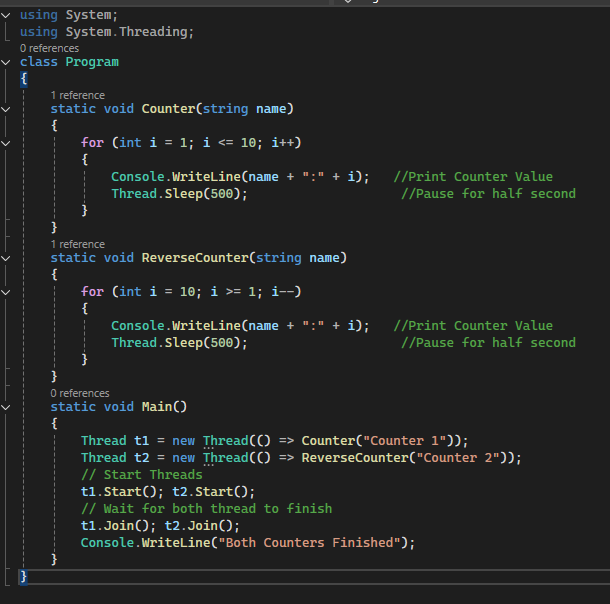 using System;
using System.Threading;
0 references
class Program
{
1 reference
static void Counter(string name)
{
for (int i = 1; i <= 10; i++)
{
Console.WriteLine(name + ":" + i);   //Print Counter Value
Thread.Sleep(500);                    //Pause for half second
}
}
1 reference
static void ReverseCounter(string name)
{
for (int i = 10; i >= 1; i--)
{
Console.WriteLine(name + ":" + i);   //Print Counter Value
Thread.Sleep(500);                    //Pause for half second
}
}
0 references
static void Main()
{
Thread t1 = new Thread(() => Counter("Counter 1"));
Thread t2 = new Thread(() => ReverseCounter("Counter 2"));
// Start Threads
t1.Start(); t2.Start();
// Wait for both thread to finish
t1.Join(); t2.Join();
Console.WriteLine("Both Counters Finished");
}
}